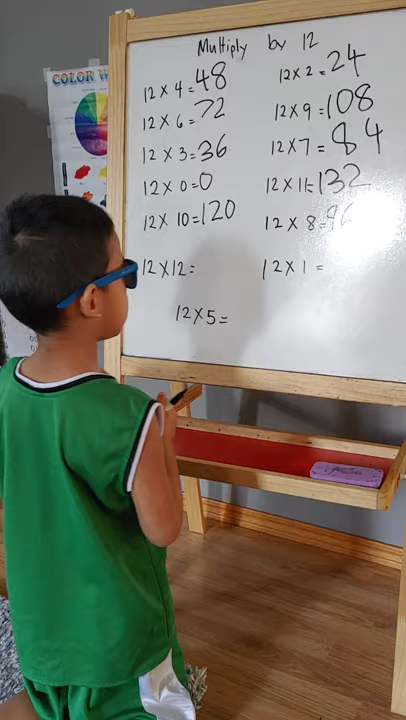 COLOR W
Multiply by 12
12 x 4 = 48
12 x 6 = 72
12 x 3 = 36
12 x 0 = 0
12 x 10 = 120
12 x 12 =
12 x 2 = 24
12 x 9 = 108
12 x 7 = 84
12 x 11 = 132
12 x 8 = 96
12 x 1 =
12 x 5 =